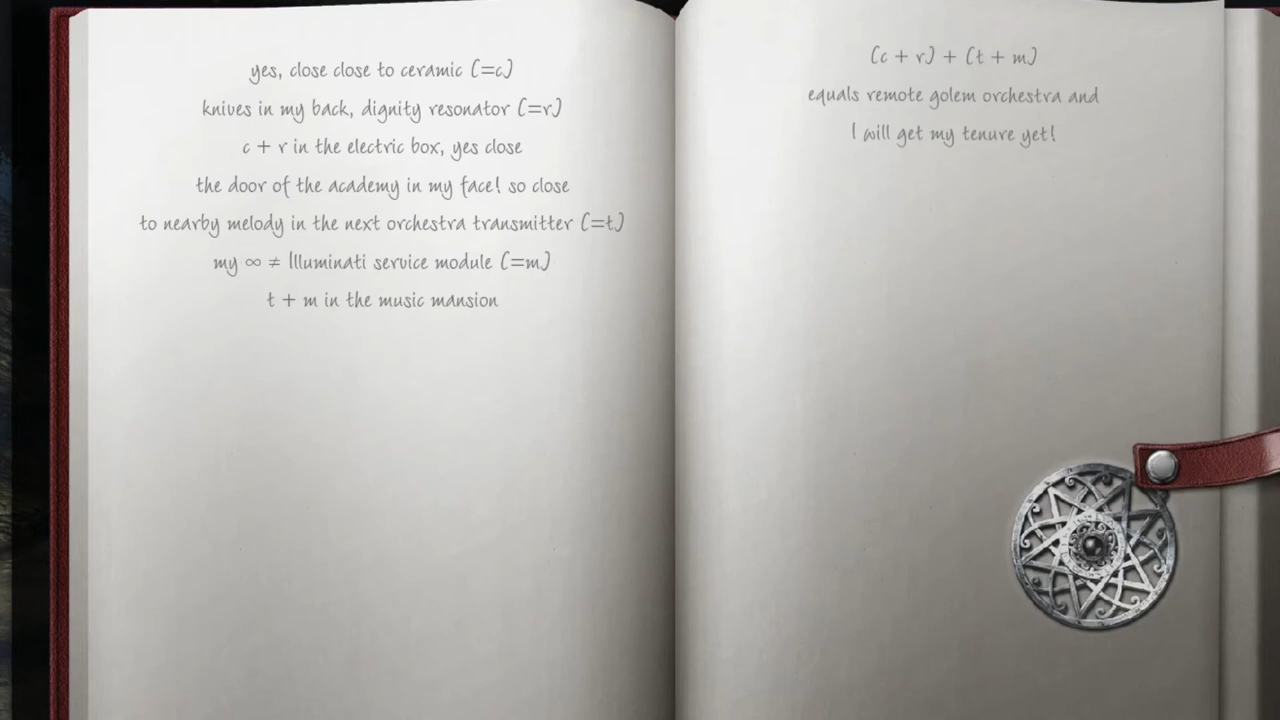 yes, close close to ceramic (=c)
knives in my back, dignity resonator (=r)
c + r in the electric box, yes close
the door of the academy in my face! so close
to nearby melody in the next orchestra transmitter (=t)
my ∞ ≠ Illuminati service module (=m)
t + m in the music mansion
(c + r) + (t + m)
equals remote golem orchestra and
I will get my tenure yet!